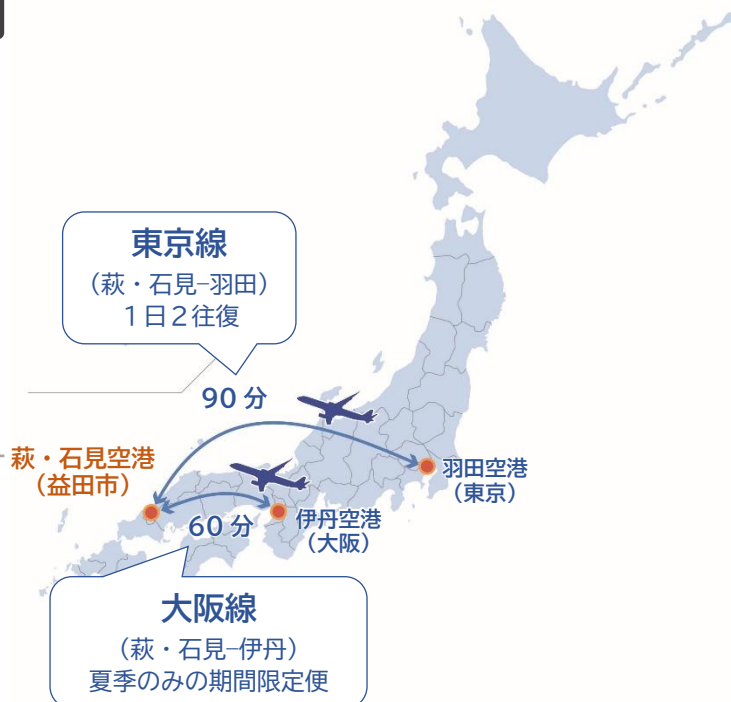 東京線
（萩・石見−羽田）
１日２往復
90 分
萩・石見空港
（益田市）
羽田空港
（東京）
60 分
伊丹空港
（大阪）
大阪線
（萩・石見−伊丹）
夏季のみの期間限定便